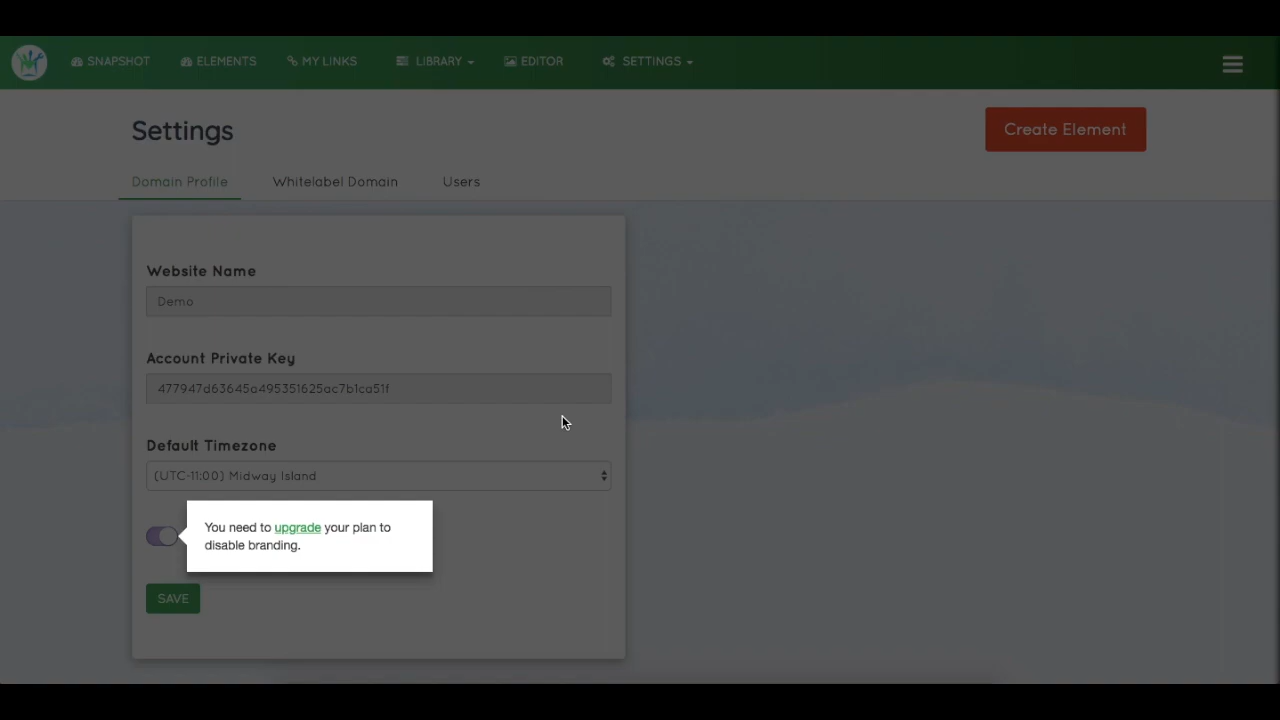 SNAPSHOT ELEMENTS MY LINKS LIBRARY EDITOR SETTINGS
Settings
Create Element
Domain Profile Whitelabel Domain Users
Website Name
Demo
Account Private Key
477947d63645a495351625ac7b1ca51f
Default Timezone
(UTC-11:00) Midway Island
You need to upgrade your plan to
disable branding.
SAVE